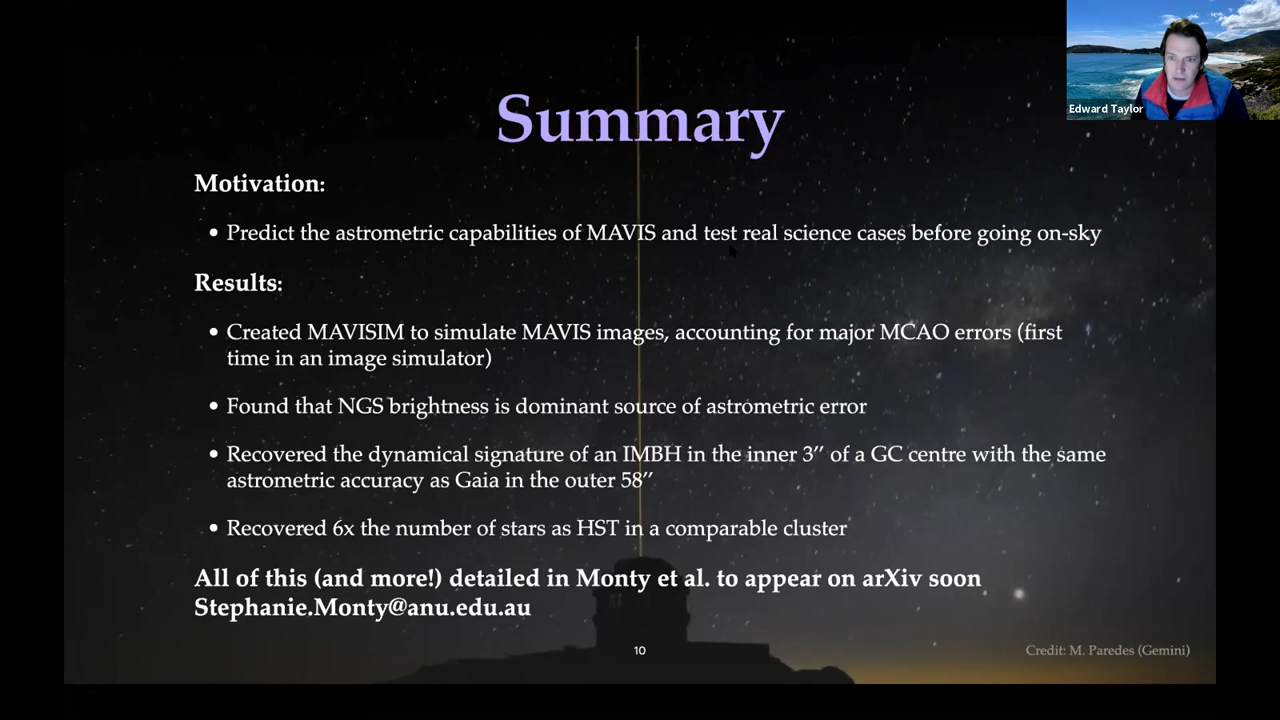 Edward Taylor
Summary
Motivation:
• Predict the astrometric capabilities of MAVIS and test real science cases before going on-sky
Results:
• Created MAVISIM to simulate MAVIS images, accounting for major MCAO errors (first
time in an image simulator)
• Found that NGS brightness is dominant source of astrometric error
• Recovered the dynamical signature of an IMBH in the inner 3″ of a GC centre with the same
astrometric accuracy as Gaia in the outer 58″
• Recovered 6x the number of stars as HST in a comparable cluster
All of this (and more!) detailed in Monty et al. to appear on arXiv soon
Stephanie.Monty@anu.edu.au
10
Credit: M. Paredes (Gemini)